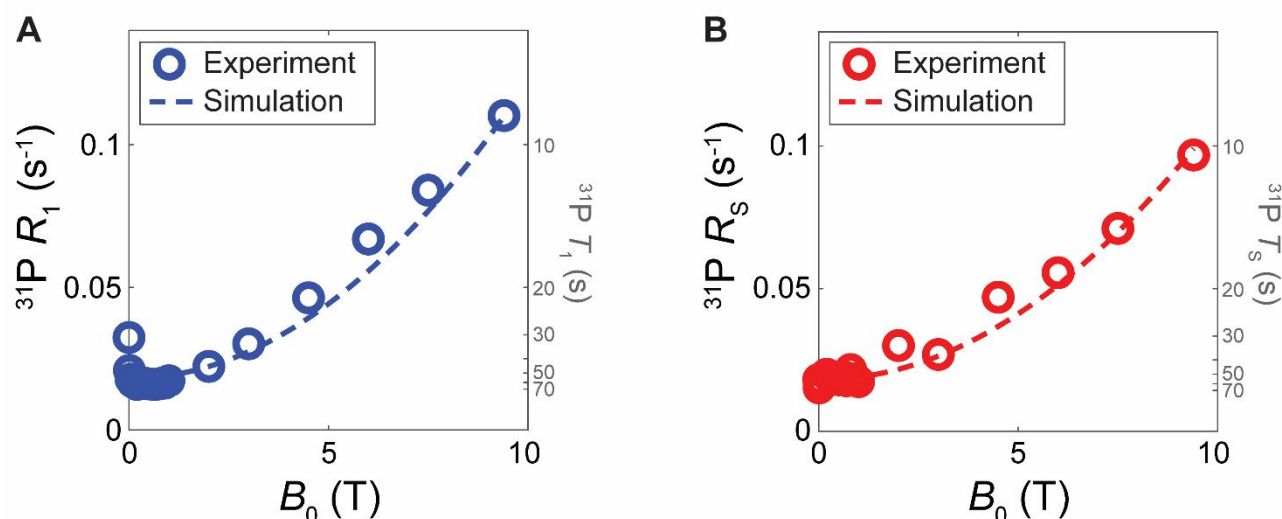 A
Experiment
Simulation
³¹P R₁ (s⁻¹)
0.1
0.05
0
0
5
10
B₀ (T)
10
20
30
50
70
³¹P T₁ (s)
B
Experiment
Simulation
³¹P R_S (s⁻¹)
0.1
0.05
0
0
5
10
B₀ (T)
10
20
30
50
70
³¹P T_S (s)